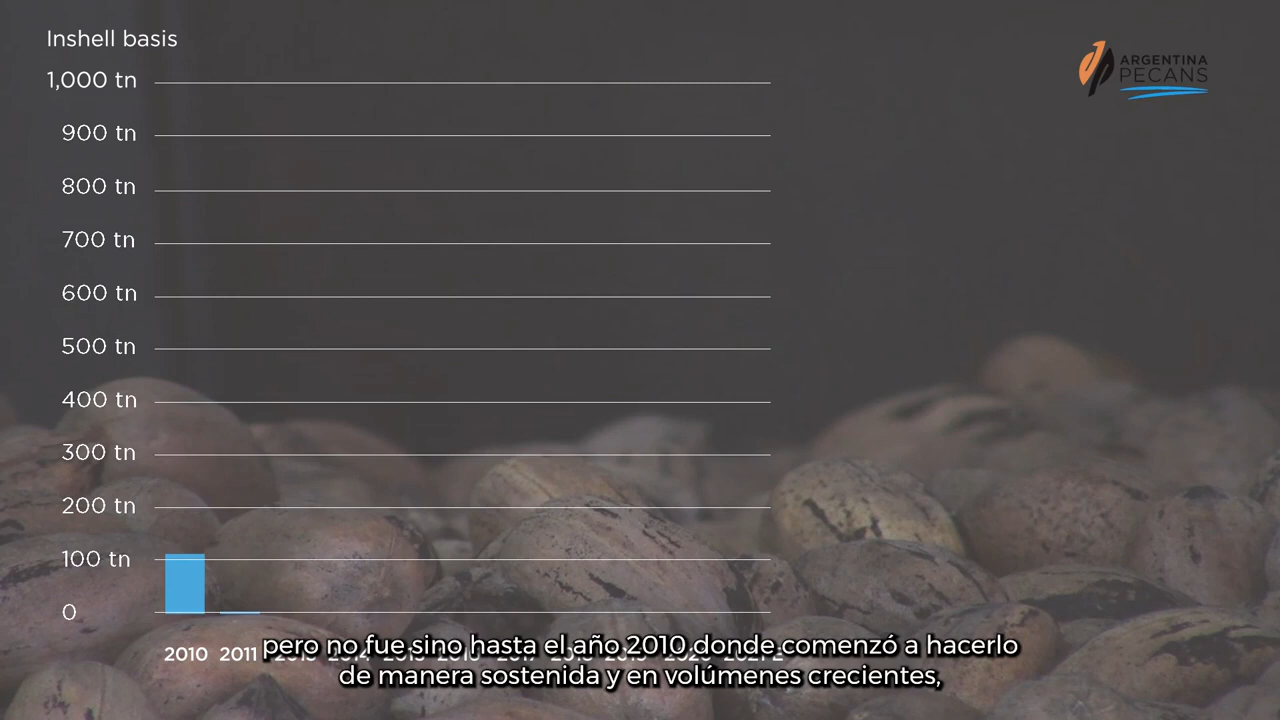 Inshell basis
1,000 tn
900 tn
800 tn
700 tn
600 tn
500 tn
400 tn
300 tn
200 tn
100 tn
0
ARGENTINA
PECANS
2010 2011
pero no fue sino hasta el año 2010 donde comenzó a hacerlo
de manera sostenida y en volúmenes crecientes,